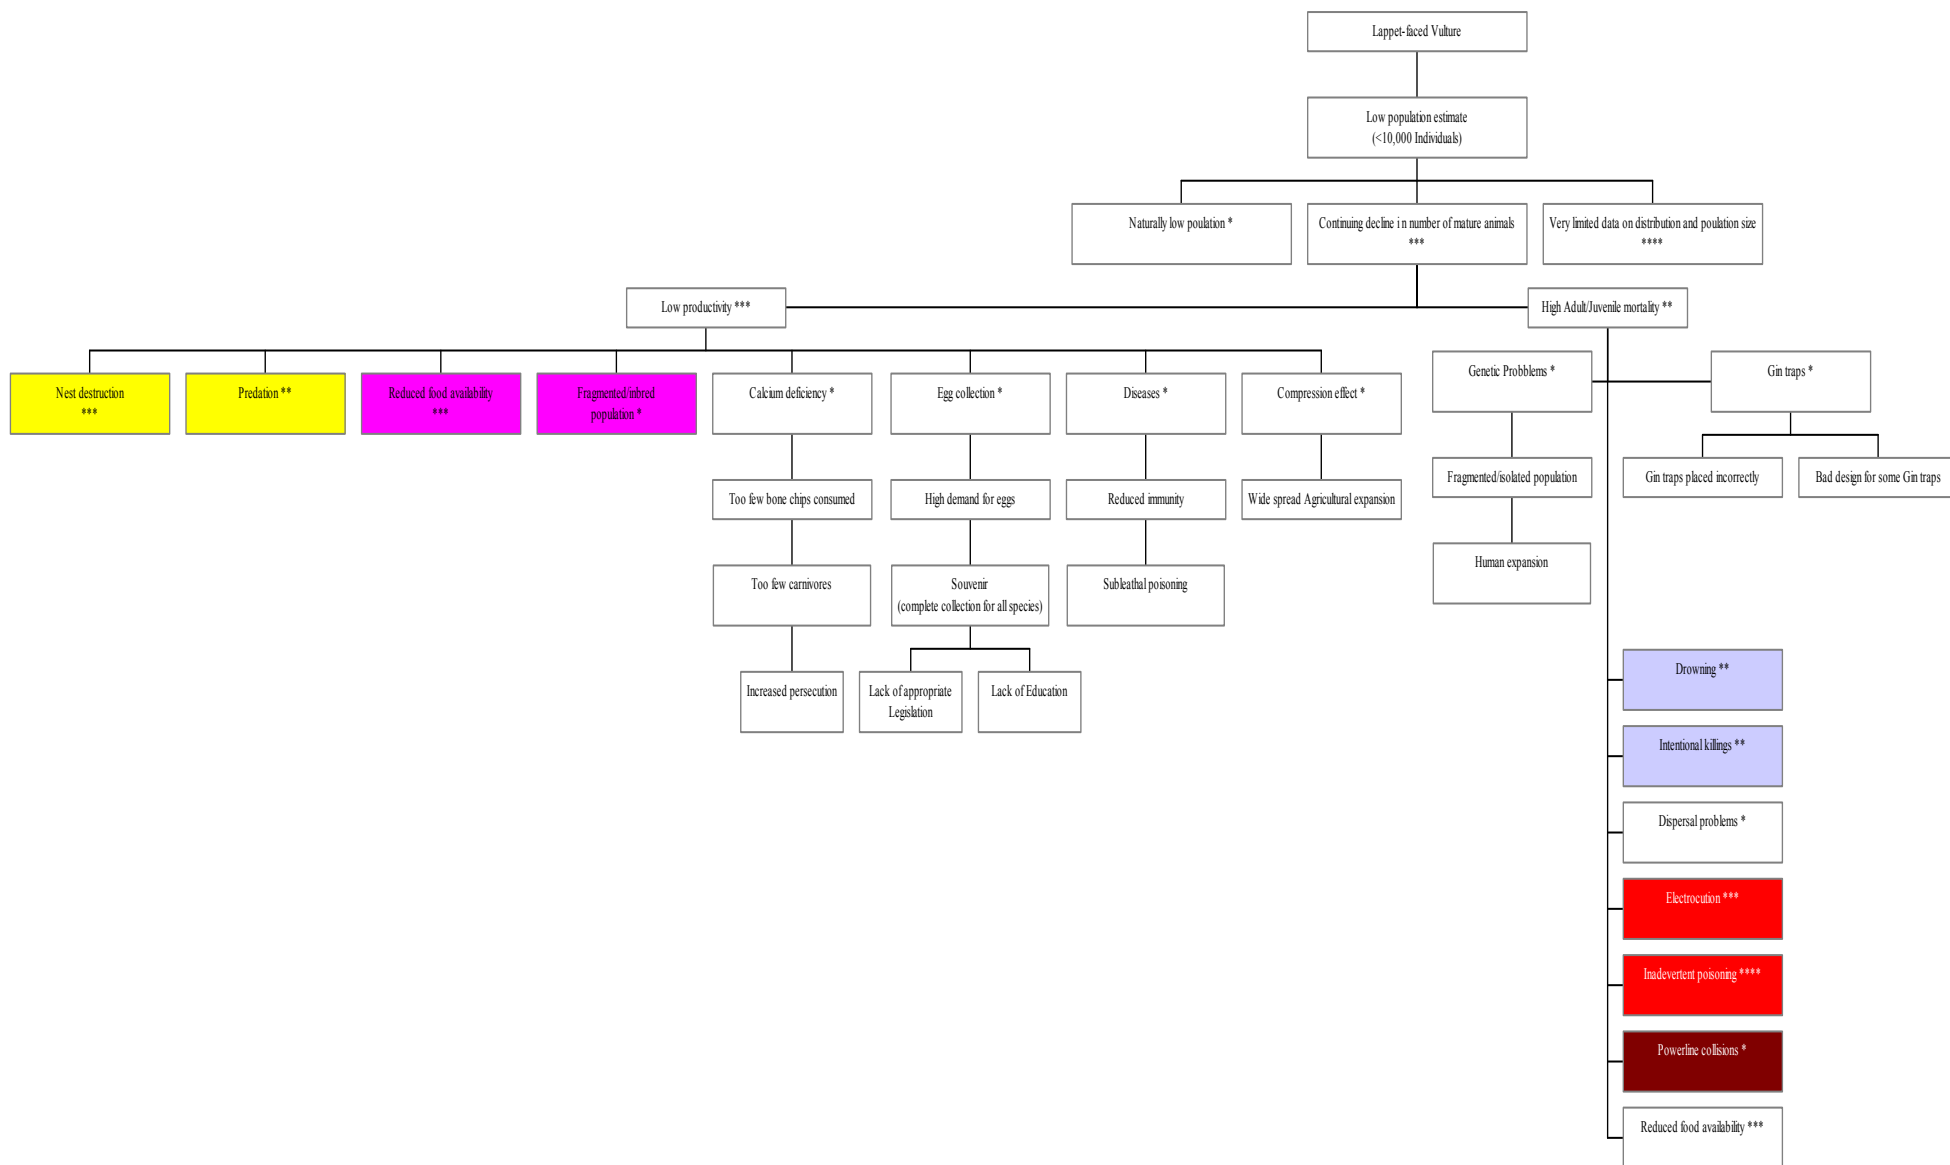 Lappet-faced Vulture
Low population estimate
(<10,000 Individuals)
Naturally low poulation *
Continuing decline i n number of mature animals
***
Very limited data on distribution and poulation size
****
Low productivity ***
High Adult/Juvenile mortality **
Nest destruction
***
Predation **
Reduced food availability
***
Fragmented/inbred
population *
Calcium deficiency *
Egg collection *
Diseases *
Compression effect *
Genetic Probblems *
Gin traps *
Too few bone chips consumed
High demand for eggs
Reduced immunity
Wide spread Agricultural expansion
Fragmented/isolated population
Gin traps placed incorrectly
Bad design for some Gin traps
Too few carnivores
Souvenir
(complete collection for all species)
Subleathal poisoning
Human expansion
Increased persecution
Lack of appropriate
Legislation
Lack of Education
Drowning **
Intentional killings **
Dispersal problems *
Electrocution ***
Inadevertent poisoning ****
Powerline collisions *
Reduced food availability ***